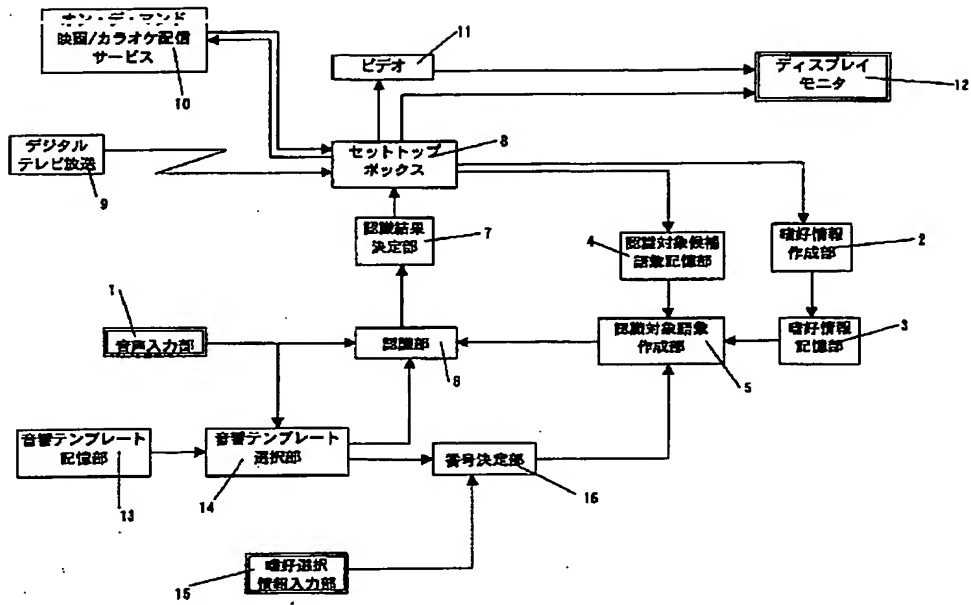 オン・デ・マンド
映画/カラオケ配信
サービス
10
ビデオ
11
ディスプレイ
モニタ
12
デジタル
テレビ放送
9
セットトップ
ボックス
8
認識結果
決定部
7
4
認識対象候補
語彙記憶部
嗜好情報
作成部
2
1
音声入力部
認識部
6
認識対象語彙
作成部
5
嗜好情報
記憶部
3
音響テンプレート
記憶部
13
音響テンプレート
選択部
14
番号決定部
16
嗜好選択
情報入力部
15